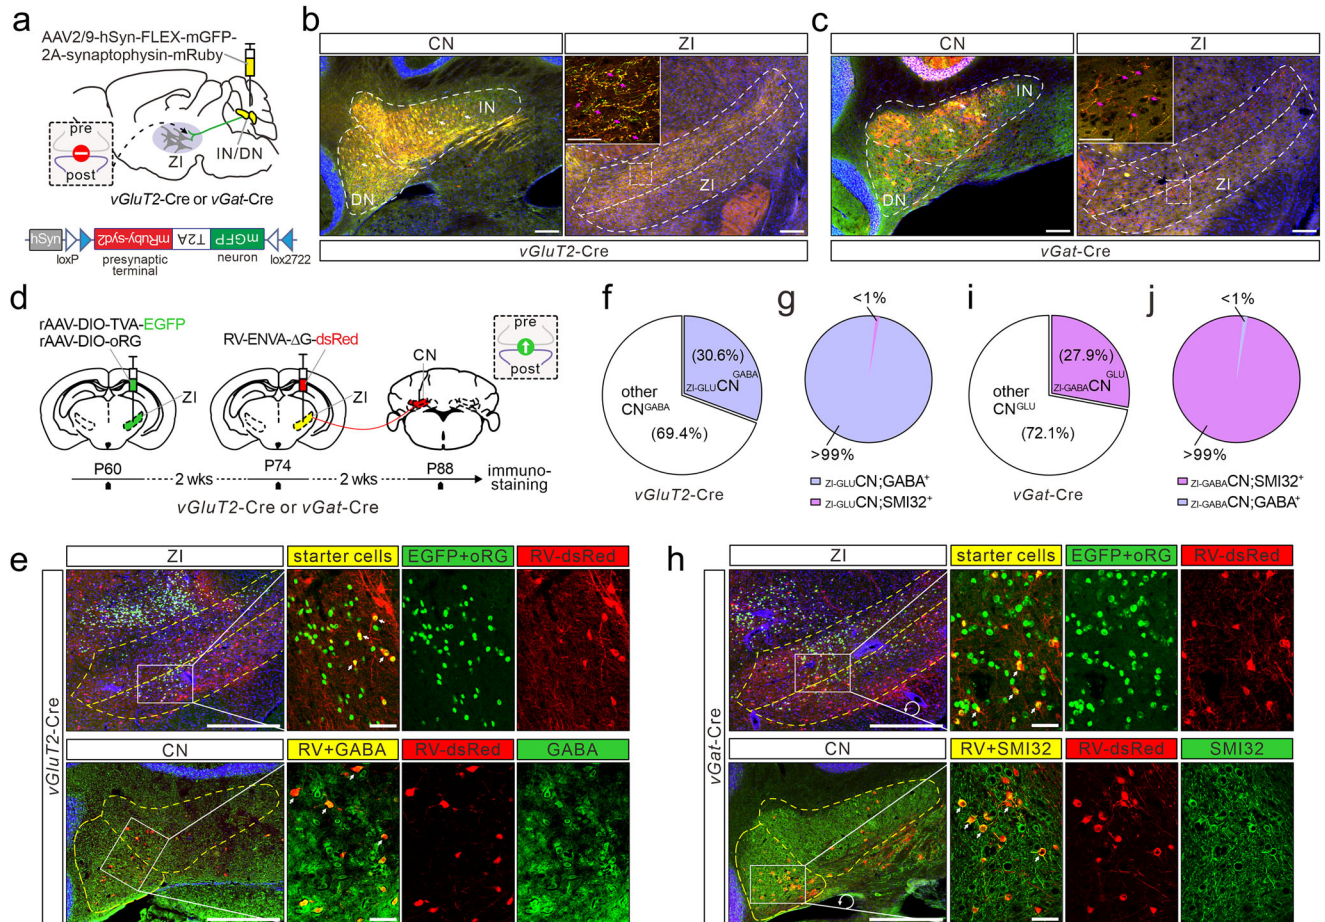 a
AAV2/9-hSyn-FLEX-mGFP-
2A-synaptophysin-mRuby
pre
post
ZI
IN/DN
vGluT2-Cre or vGat-Cre
hSyn
mRuby-syd2
T2A
mGFP
loxP
presynaptic
terminal
neuron
lox2722
b
CN
ZI
IN
DN
ZI
vGluT2-Cre
c
CN
ZI
IN
DN
ZI
vGat-Cre
d
rAAV-DIO-TVA-EGFP
rAAV-DIO-oRG
RV-ENVA-ΔG-dsRed
CN
pre
post
ZI
ZI
P60
2 wks
P74
2 wks
P88
immuno-
staining
vGluT2-Cre or vGat-Cre
f
(30.6%)
ZI-GLUCNGABA
other
CNGABA
(69.4%)
vGluT2-Cre
g
<1%
>99%
ZI-GLUCN;GABA+
ZI-GLUCN;SMI32+
i
(27.9%)
ZI-GABACNGLU
other
CNGLU
(72.1%)
vGat-Cre
j
<1%
>99%
ZI-GABACN;SMI32+
ZI-GABACN;GABA+
e
vGluT2-Cre
ZI
starter cells
EGFP+oRG
RV-dsRed
CN
RV+GABA
RV-dsRed
GABA
h
vGat-Cre
ZI
starter cells
EGFP+oRG
RV-dsRed
CN
RV+SMI32
RV-dsRed
SMI32